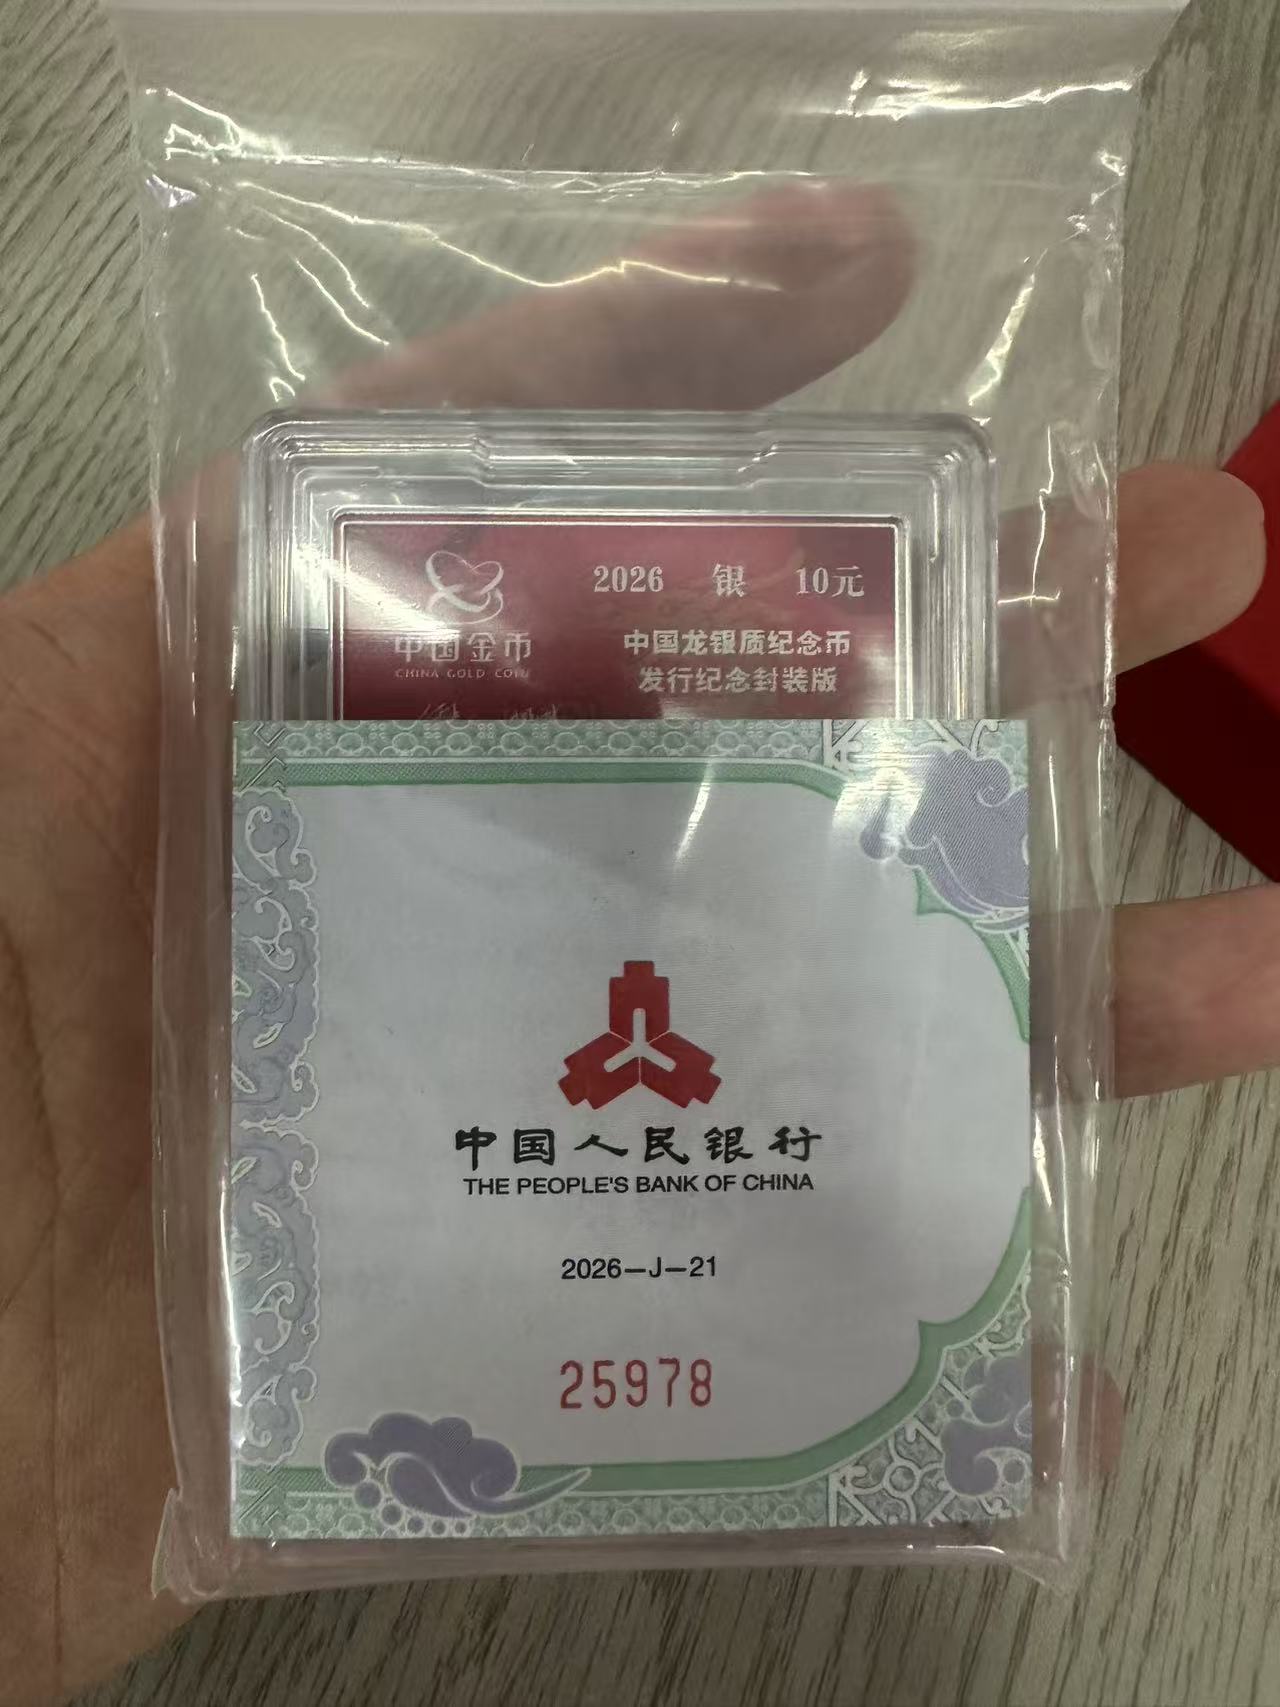 2026 银 10元
中国金币
CHINA GOLD COIN
中国龙银质纪念币
发行纪念封装版
中国人民银行
THE PEOPLE'S BANK OF CHINA
2026—J—21
25978